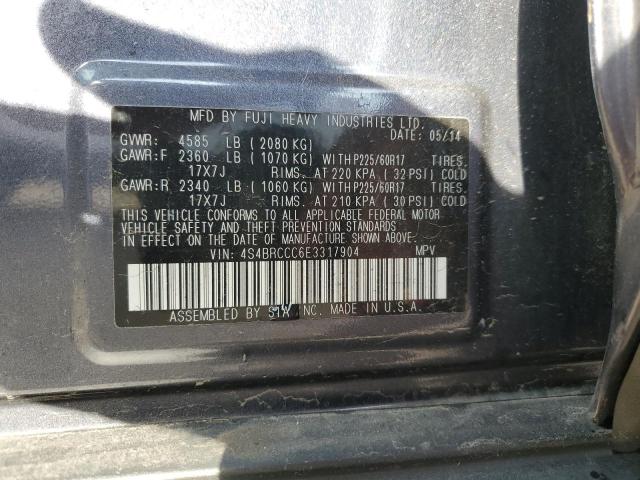 MFD BY FUJI HEAVY INDUSTRIES LTD.
DATE: 05/14
GVWR: 4585 LB (2080 KG)
GAWR:F 2360 LB (1070 KG) WITH P225/60R17 TIRES.
17X7J RIMS. AT 220 KPA (32 PSI) COLD
GAWR:R 2340 LB (1060 KG) WITH P225/60R17 TIRES.
17X7J RIMS. AT 210 KPA (30 PSI) COLD
THIS VEHICLE CONFORMS TO ALL APPLICABLE FEDERAL MOTOR
VEHICLE SAFETY AND THEFT PREVENTION STANDARDS
IN EFFECT ON THE DATE OF MANUFACTURE SHOWN ABOVE.
VIN: 4S4BRCCC6E3317904 MPV
ASSEMBLED BY SIA INC. MADE IN U.S.A.